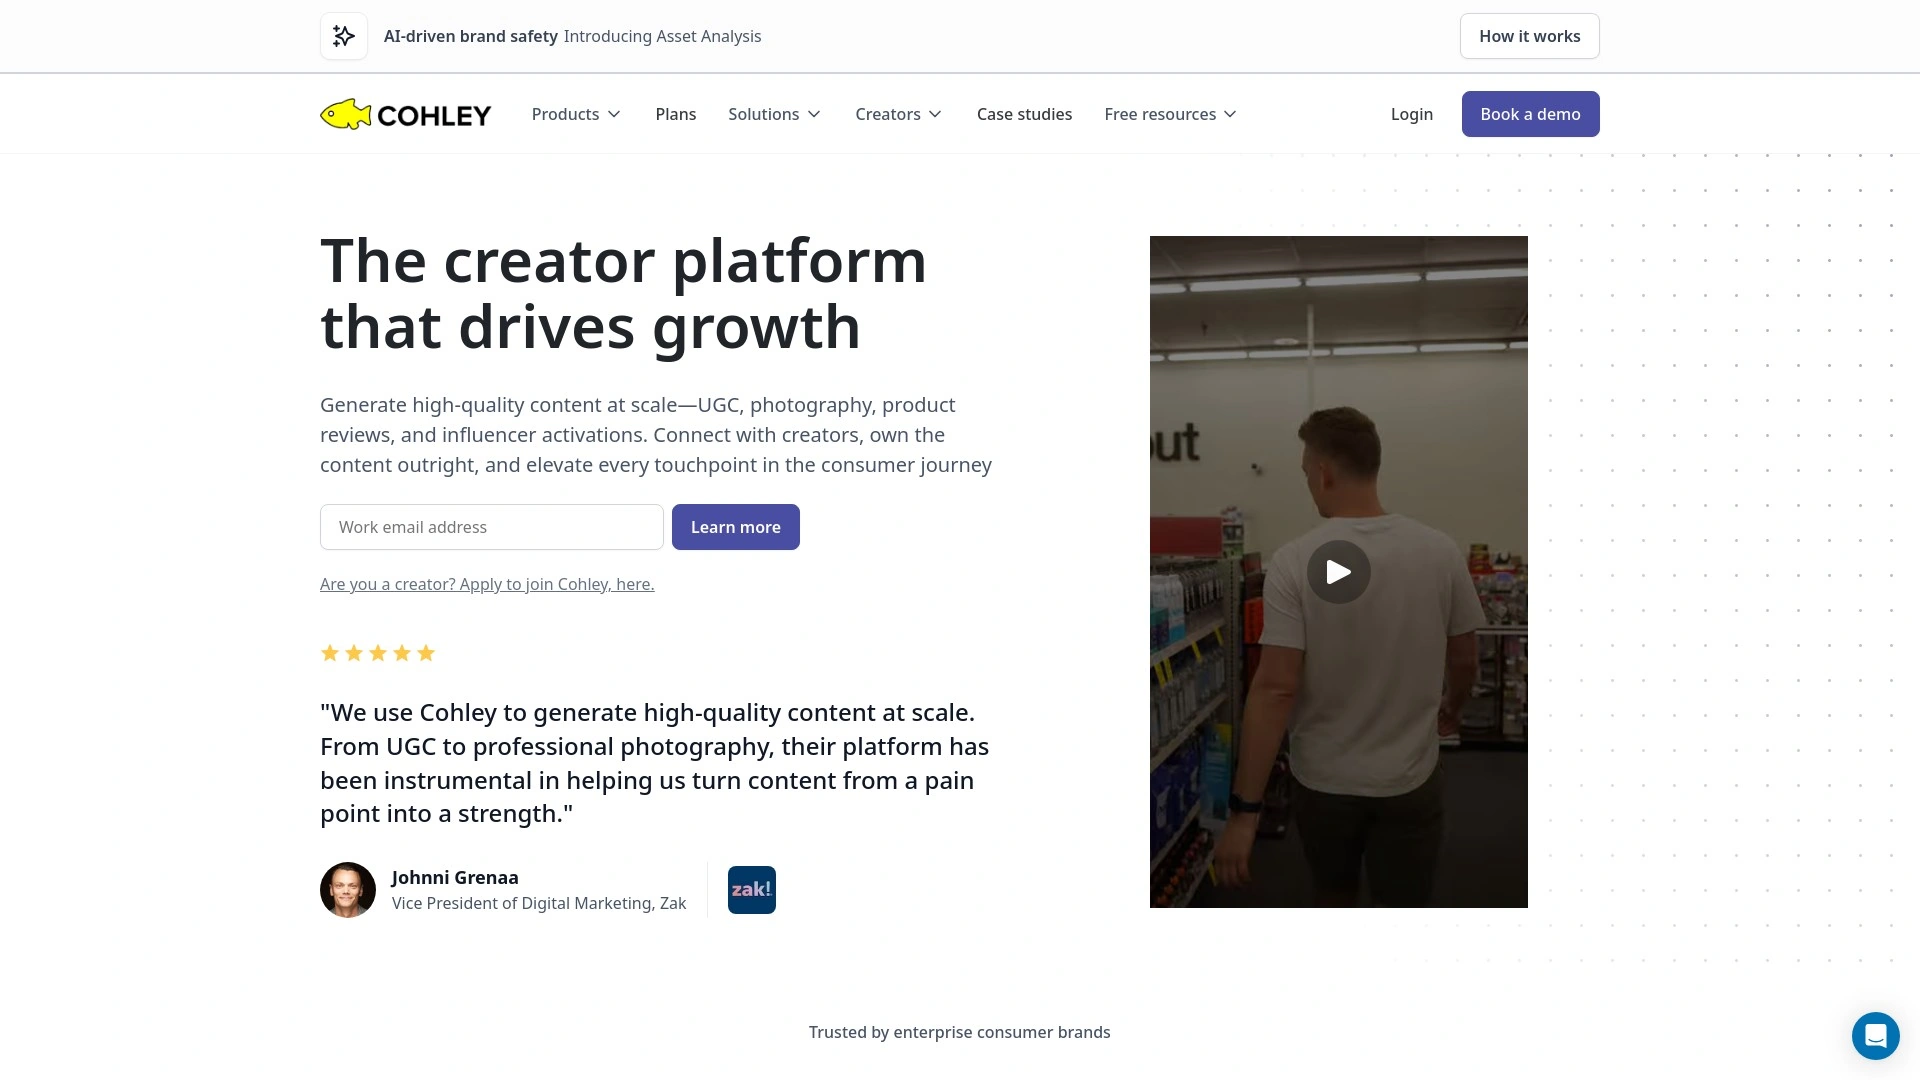 AI-driven brand safety Introducing Asset Analysis
How it works
COHLEY
Products
Plans
Solutions
Creators
Case studies
Free resources
Login
Book a demo
The creator platform
that drives growth
Generate high-quality content at scale—UGC, photography, product
reviews, and influencer activations. Connect with creators, own the
content outright, and elevate every touchpoint in the consumer journey
Work email address
Learn more
Are you a creator? Apply to join Cohley, here.
"We use Cohley to generate high-quality content at scale.
From UGC to professional photography, their platform has
been instrumental in helping us turn content from a pain
point into a strength."
Johnni Grenaa
Vice President of Digital Marketing, Zak
zak!
out
Trusted by enterprise consumer brands